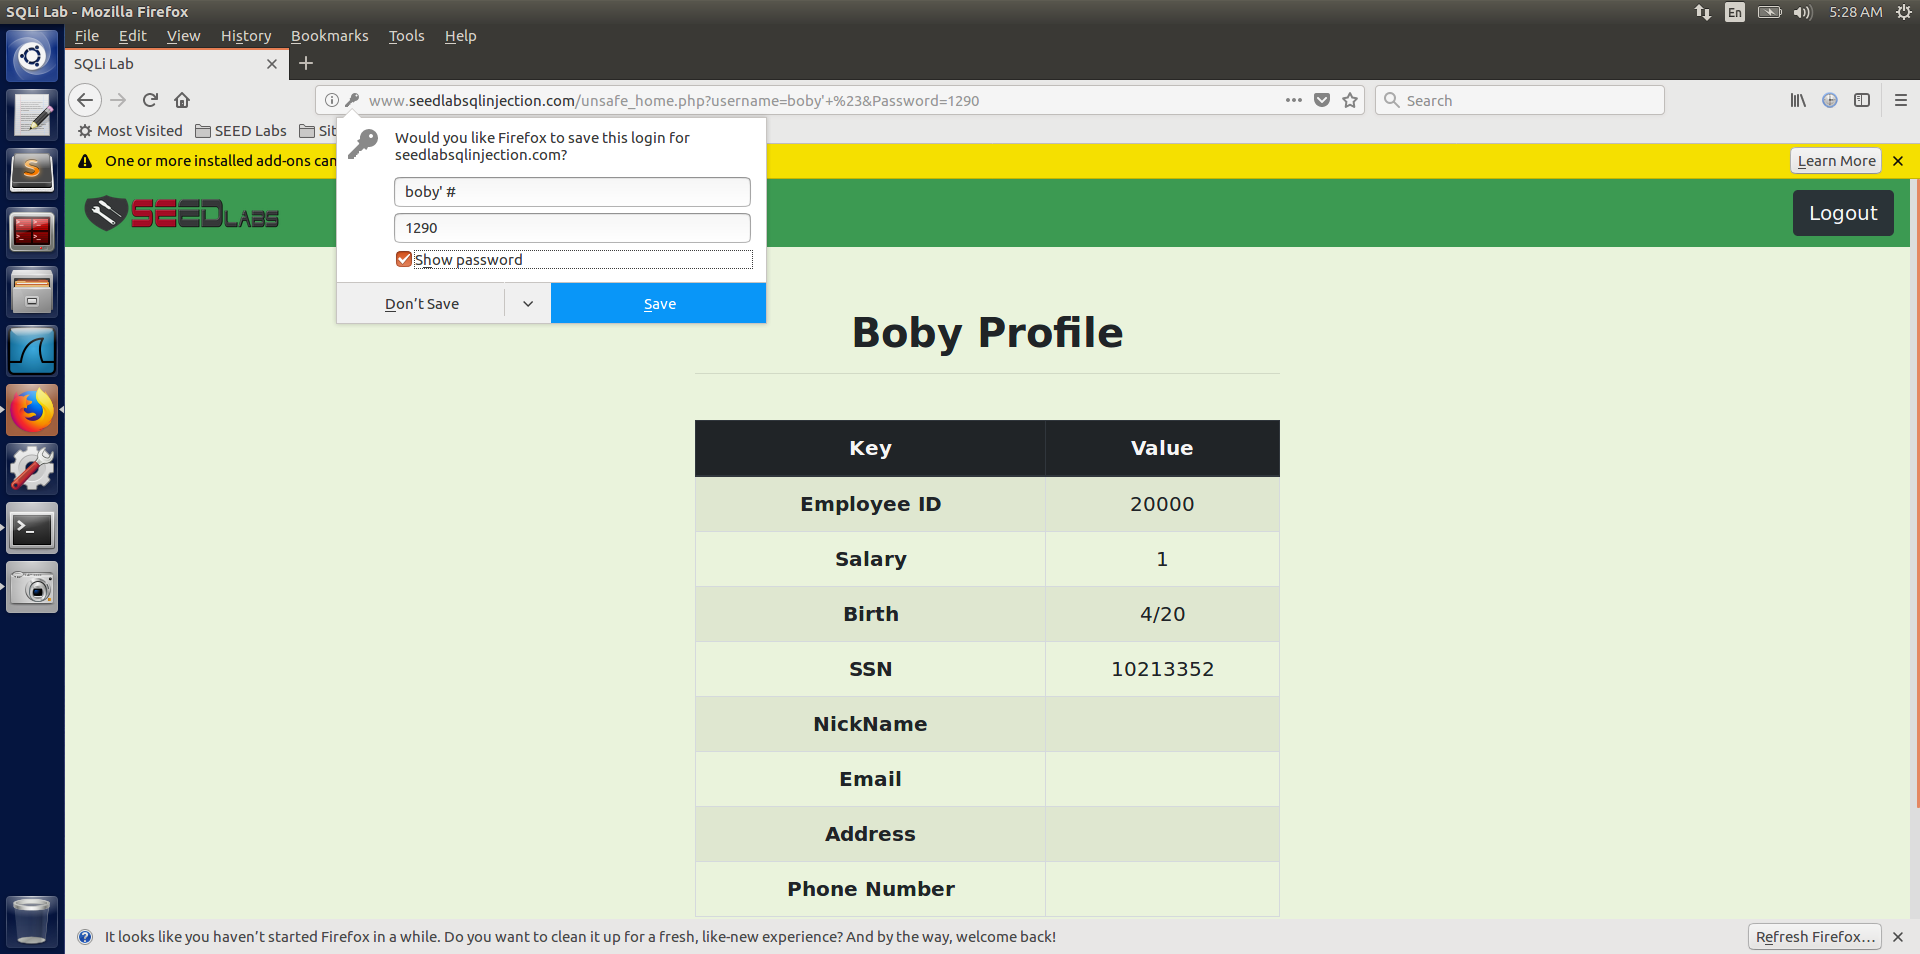 SQLi Lab - Mozilla Firefox
En
5:28 AM
File Edit View History Bookmarks Tools Help
SQLi Lab
www.seedlabsqlinjection.com/unsafe_home.php?username=boby'+%23&Password=1290
Search
Most Visited SEED Labs Sit
Would you like Firefox to save this login for
seedlabsqlinjection.com?
boby' #
1290
Show password
Don't Save Save
One or more installed add-ons can
Learn More
SEEDLABS
Logout
Boby Profile
Key Value
Employee ID 20000
Salary 1
Birth 4/20
SSN 10213352
NickName
Email
Address
Phone Number
It looks like you haven't started Firefox in a while. Do you want to clean it up for a fresh, like-new experience? And by the way, welcome back!
Refresh Firefox...